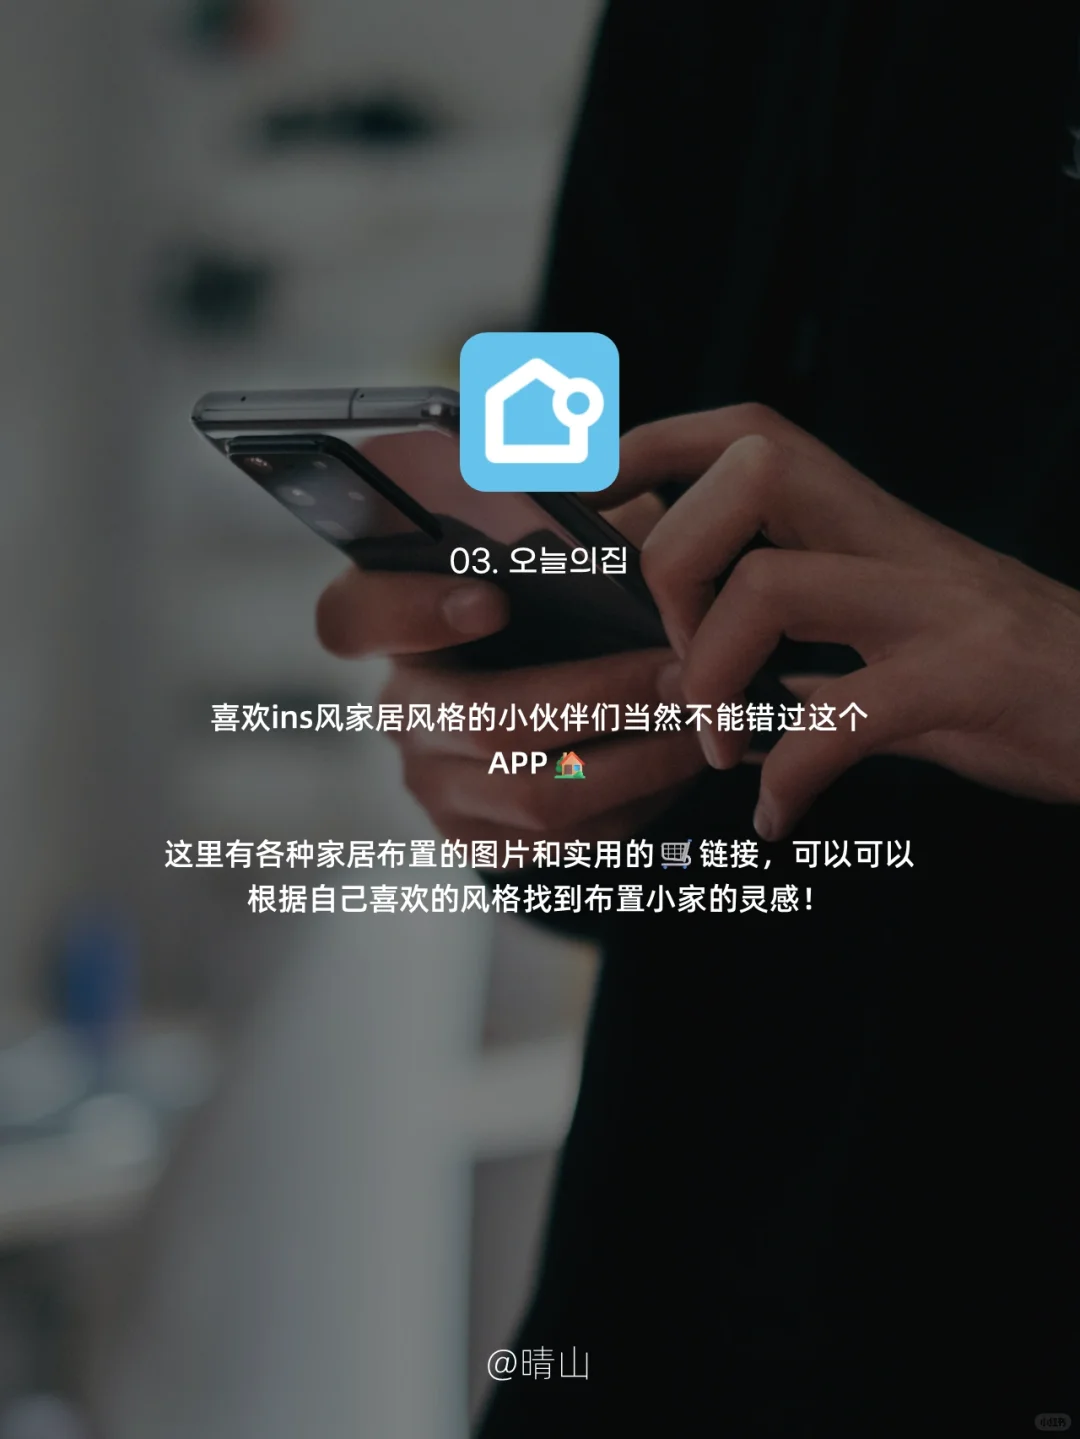 03. 오늘의집
喜欢ins风家居风格的小伙伴们当然不能错过这个
APP🏠
这里有各种家居布置的图片和实用的🛒链接，可以可以
根据自己喜欢的风格找到布置小家的灵感！
@晴山
小红书